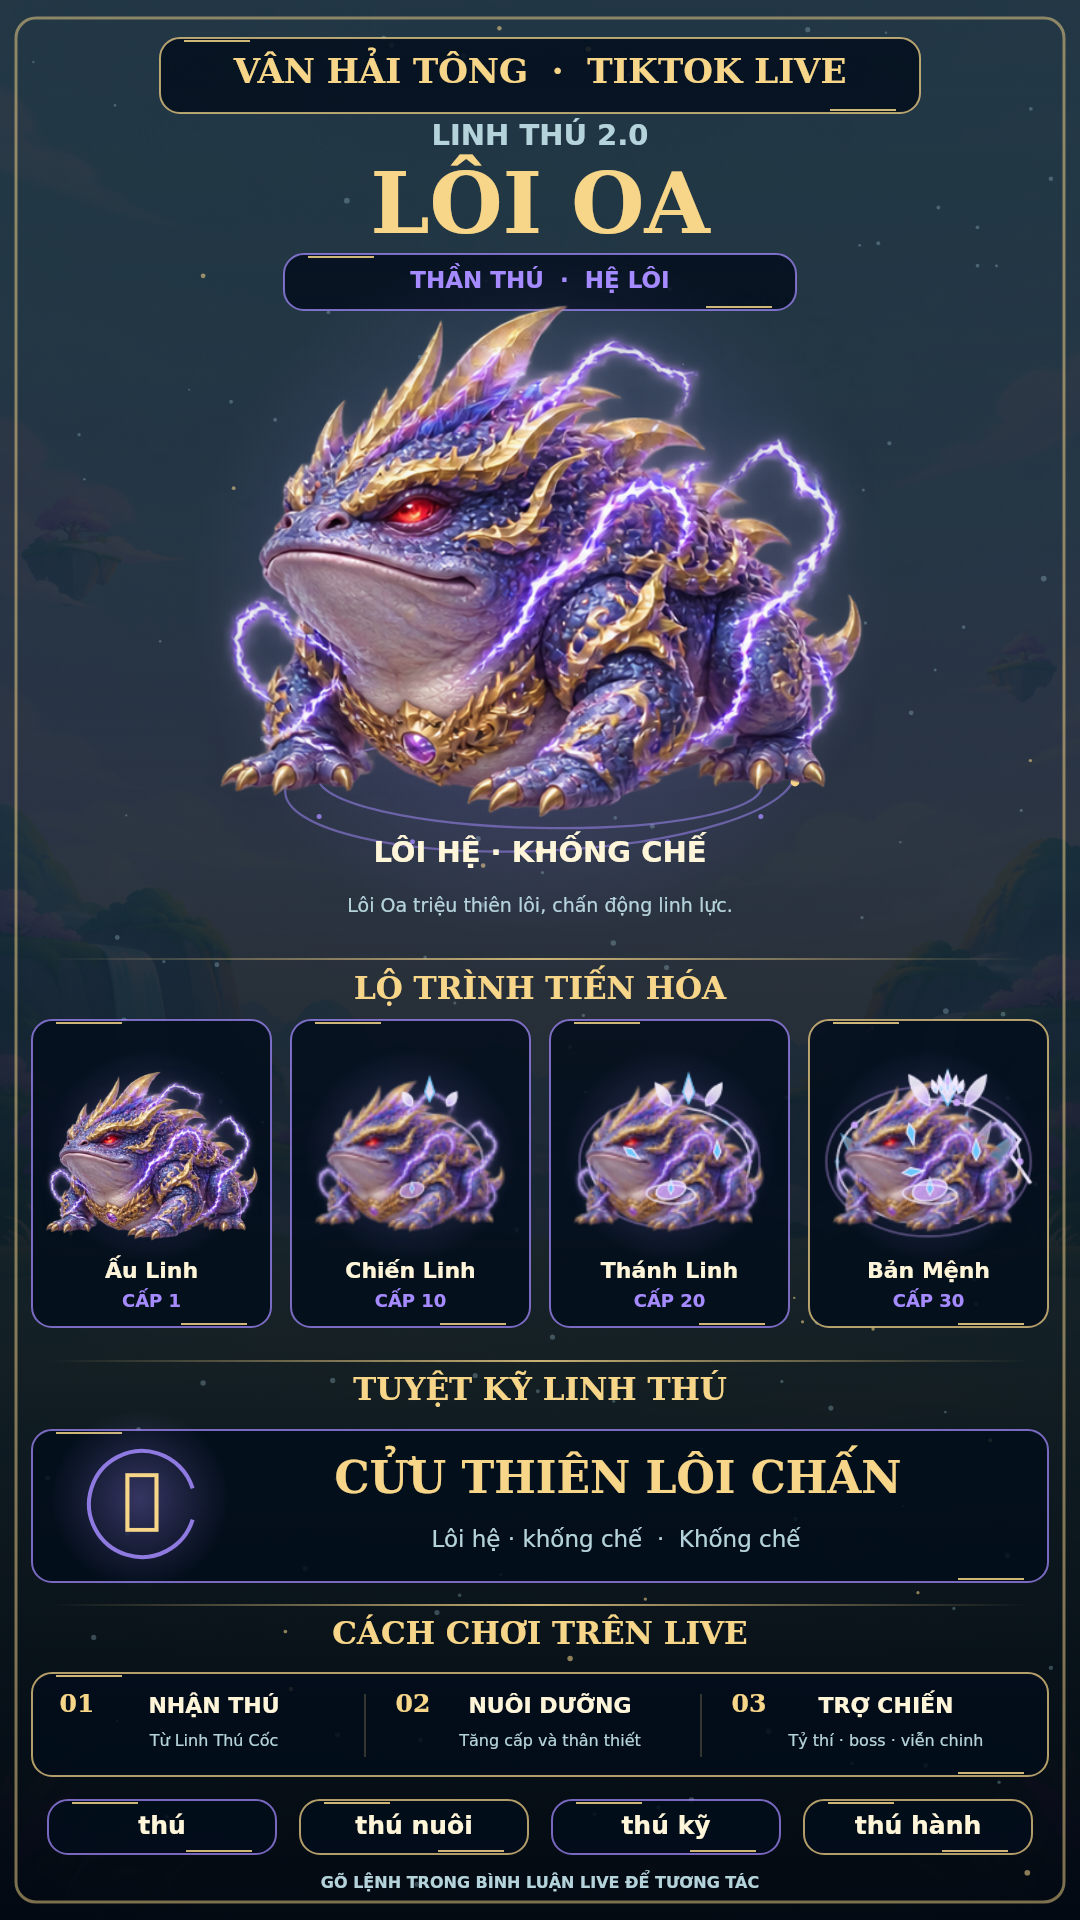 VÂN HẢI TÔNG · TIKTOK LIVE
LINH THÚ 2.0
LÔI OA
THẦN THÚ · HỆ LÔI
LÔI HỆ · KHỐNG CHẾ
Lôi Oa triệu thiên lôi, chấn động linh lực.
LỘ TRÌNH TIẾN HÓA
Ấu Linh
CẤP 1
Chiến Linh
CẤP 10
Thánh Linh
CẤP 20
Bản Mệnh
CẤP 30
TUYỆT KỸ LINH THÚ
CỬU THIÊN LÔI CHẤN
Lôi hệ · khống chế · Khống chế
CÁCH CHƠI TRÊN LIVE
01 NHẬN THÚ
Từ Linh Thú Cốc
02 NUÔI DƯỠNG
Tăng cấp và thân thiết
03 TRỢ CHIẾN
Tỷ thí · boss · viễn chinh
thú
thú nuôi
thú kỹ
thú hành
GÕ LỆNH TRONG BÌNH LUẬN LIVE ĐỂ TƯƠNG TÁC